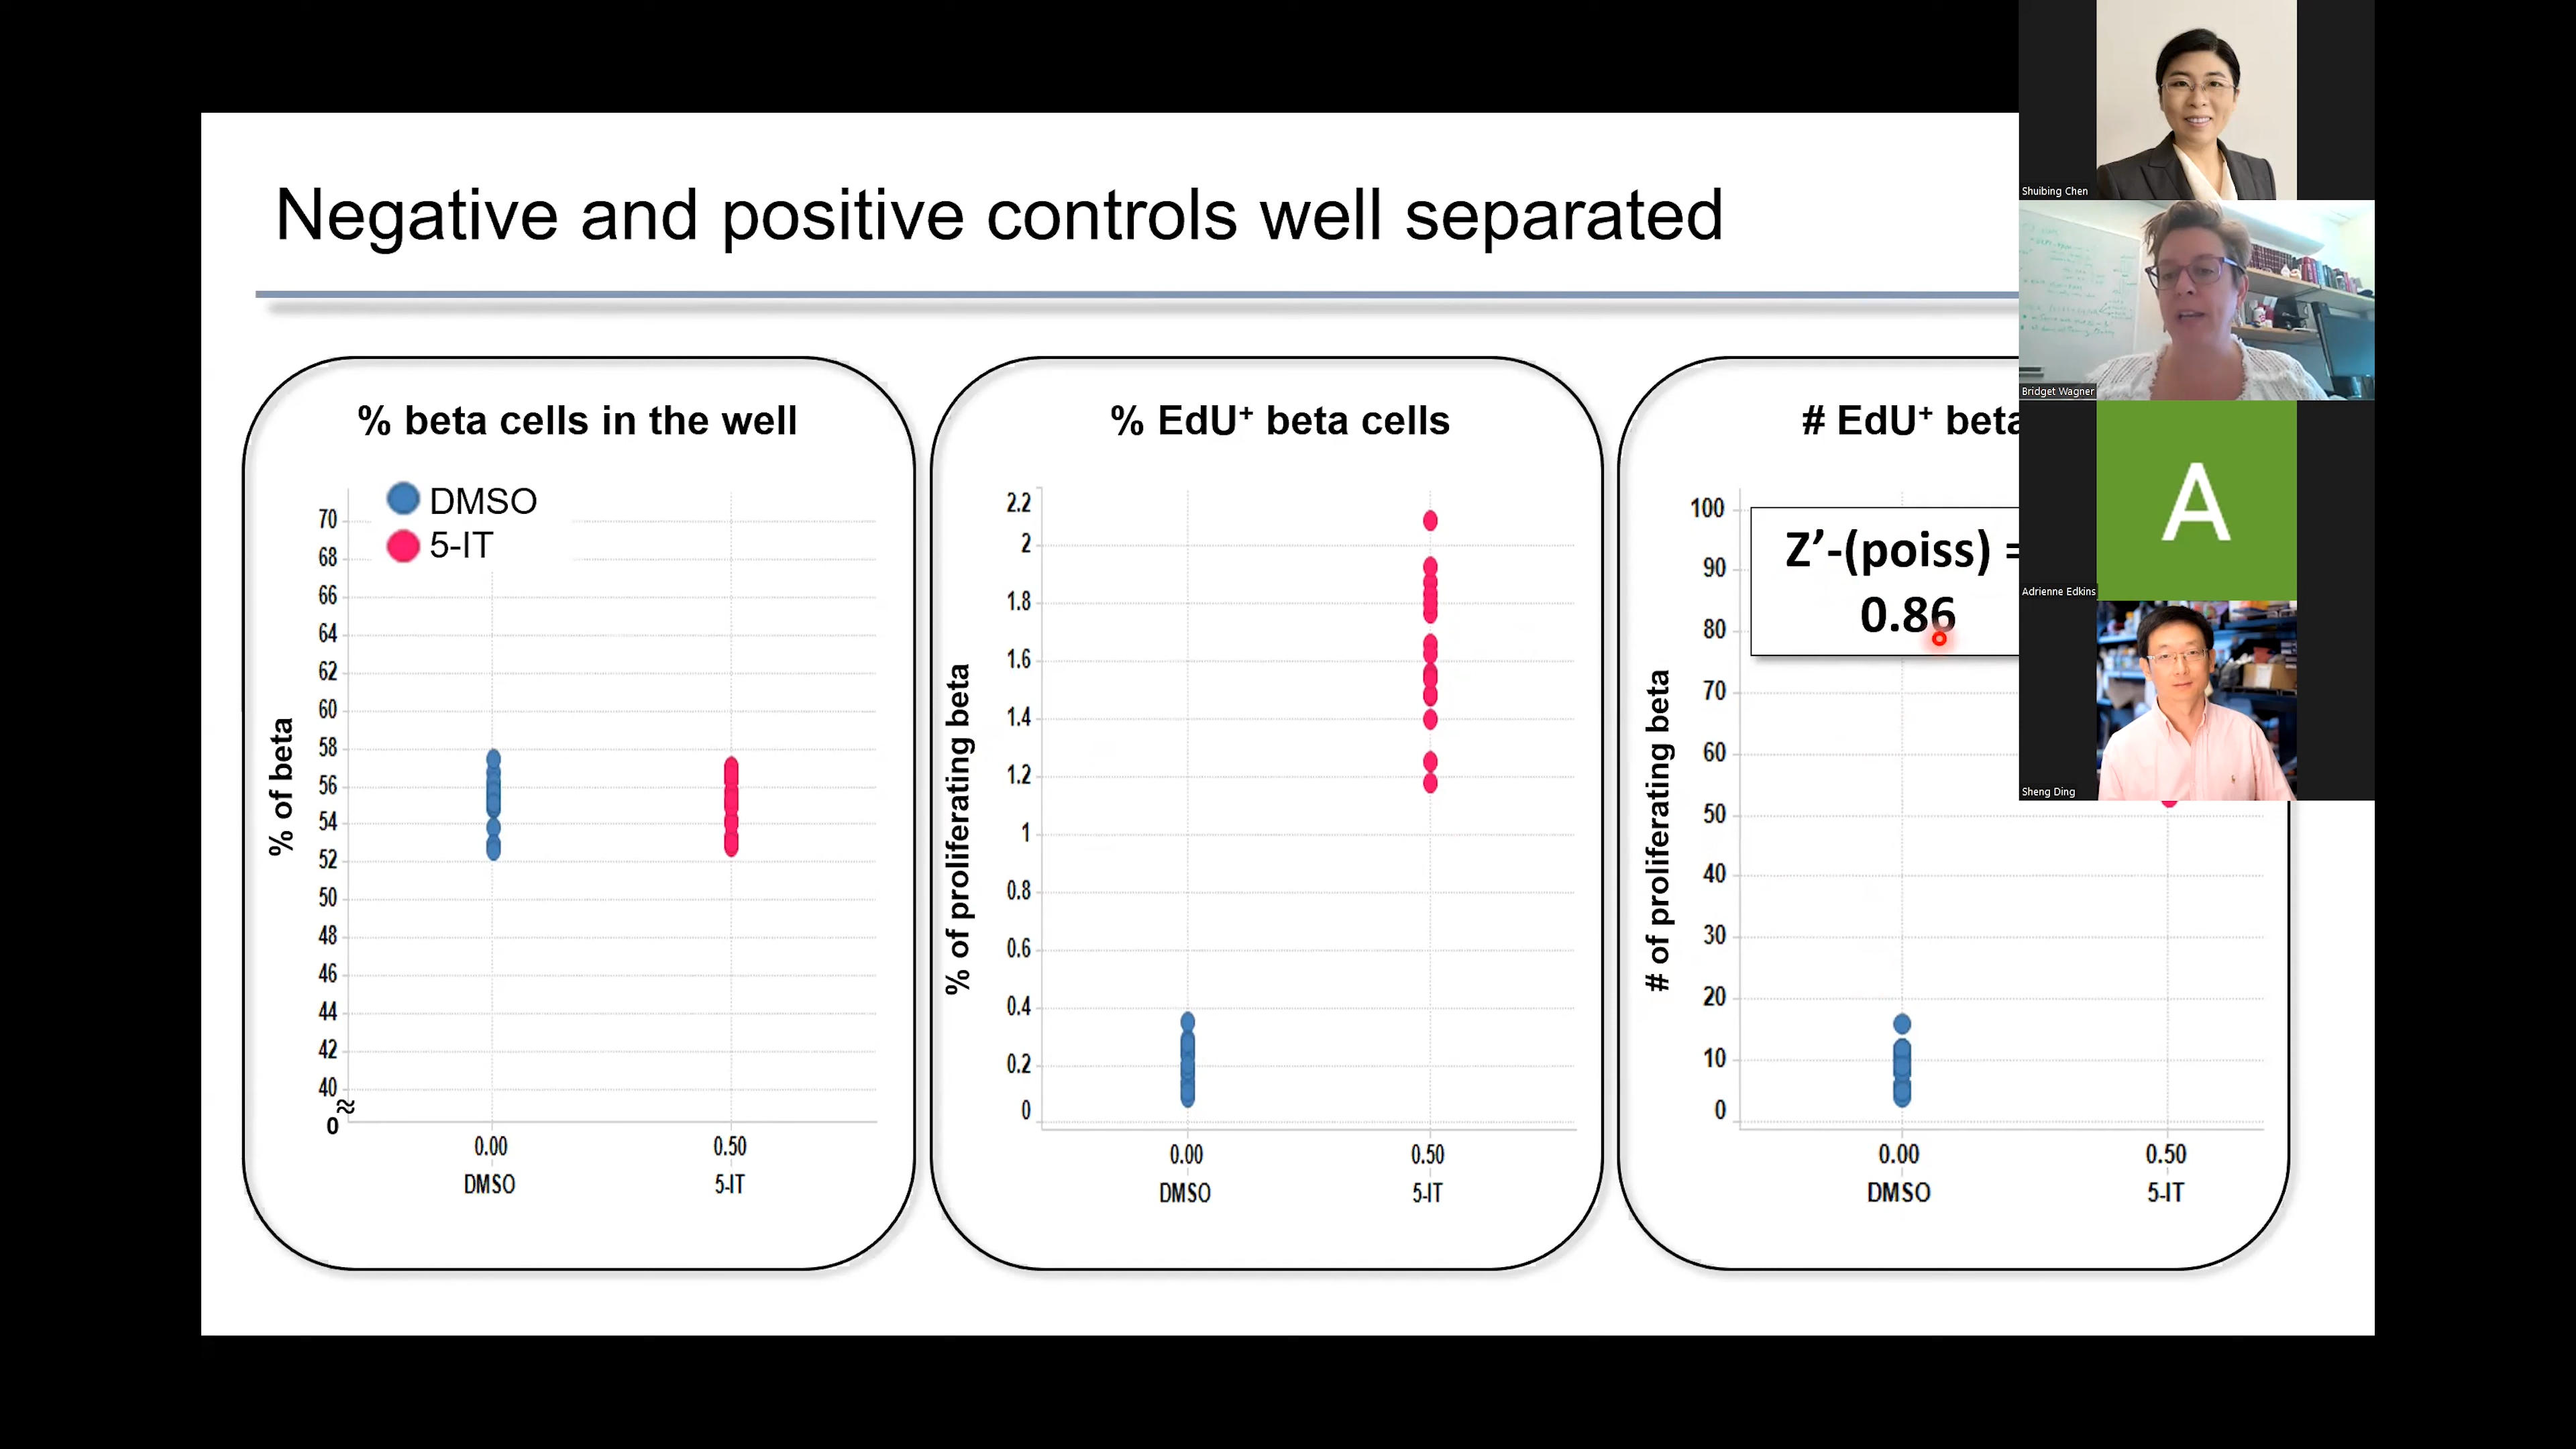 Negative and positive controls well separated
% beta cells in the well
DMSO
5-IT
% of beta
70
68
66
64
62
60
58
56
54
52
50
48
46
44
42
40
≈
0
0.00
0.50
DMSO
5-IT
% EdU⁺ beta cells
% of proliferating beta
2.2
2
1.8
1.6
1.4
1.2
1
0.8
0.6
0.4
0.2
0
0.00
0.50
DMSO
5-IT
# EdU⁺ beta
Z’-(poiss) =
0.86
# of proliferating beta
100
90
80
70
60
50
40
30
20
10
0
0.00
0.50
DMSO
5-IT
Shuibing Chen
Bridget Wagner
A
Adrienne Edkins
Sheng Ding